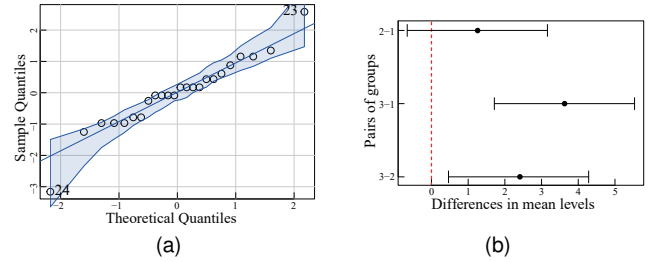 23
2
1
0
−1
−2
−3
Sample Quantiles
24
−2 −1 0 1 2
Theoretical Quantiles
(a)
2−1
3−1
3−2
Pairs of groups
0 1 2 3 4 5
Differences in mean levels
(b)